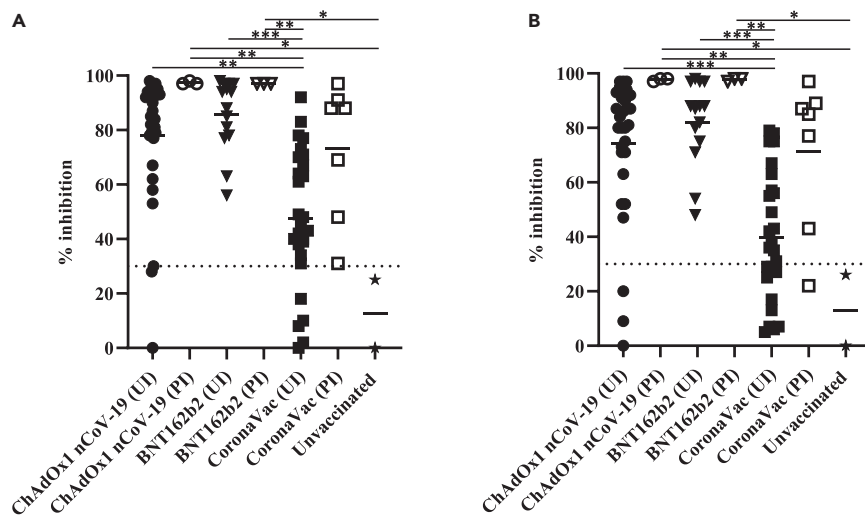 A
*
**
***
*
**
**
% inhibition
100
80
60
40
20
0
ChAdOx1 nCoV-19 (UI)
ChAdOx1 nCoV-19 (PI)
BNT162b2 (UI)
BNT162b2 (PI)
CoronaVac (UI)
CoronaVac (PI)
Unvaccinated
B
*
**
***
*
**
***
% inhibition
100
80
60
40
20
0
ChAdOx1 nCoV-19 (UI)
ChAdOx1 nCoV-19 (PI)
BNT162b2 (UI)
BNT162b2 (PI)
CoronaVac (UI)
CoronaVac (PI)
Unvaccinated